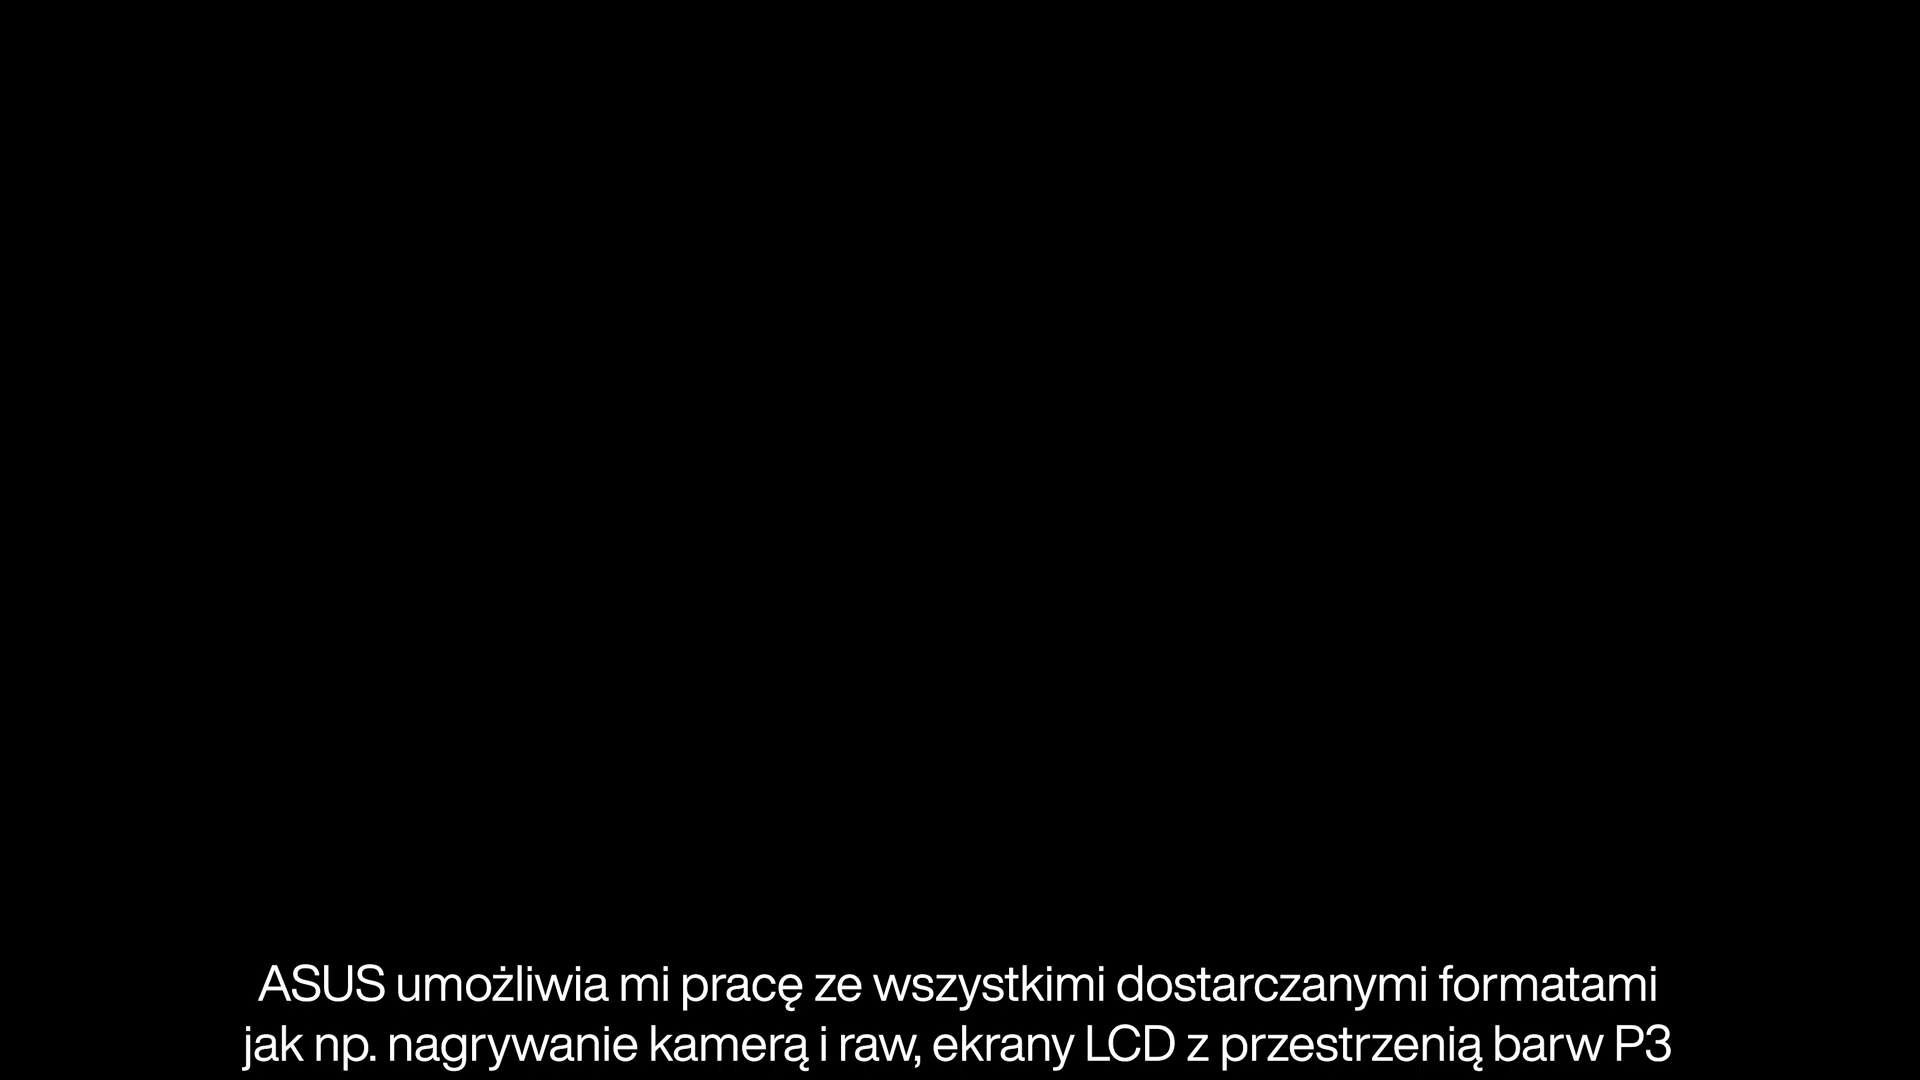 ASUS umożliwia mi pracę ze wszystkimi dostarczanymi formatami
jak np. nagrywanie kamerą i raw, ekrany LCD z przestrzenią barw P3